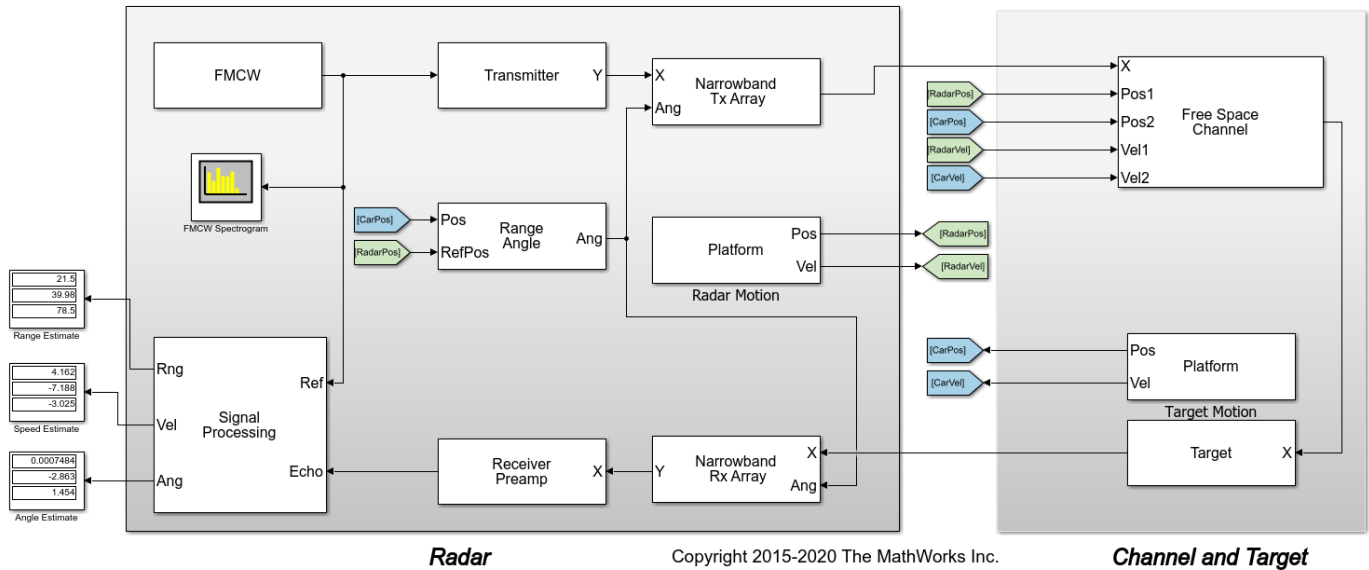 FMCW
Transmitter
Y
X
Ang
Narrowband
Tx Array
X
Pos1
Pos2
Vel1
Vel2
Free Space
Channel
[RadarPos]
[CarPos]
[RadarVel]
[CarVel]
FMCW Spectrogram
[CarPos]
[RadarPos]
Pos
RefPos
Range
Angle
Ang
Platform
Pos
Vel
Radar Motion
[RadarPos]
[RadarVel]
21.5
39.98
78.5
Range Estimate
4.162
-7.188
-3.025
Speed Estimate
0.0007484
-2.863
1.454
Angle Estimate
Rng
Vel
Ang
Signal
Processing
Ref
Echo
Receiver
Preamp
X
Y
Narrowband
Rx Array
X
Ang
[CarPos]
[CarVel]
Pos
Vel
Platform
Target Motion
Target
X
Radar
Copyright 2015-2020 The MathWorks Inc.
Channel and Target